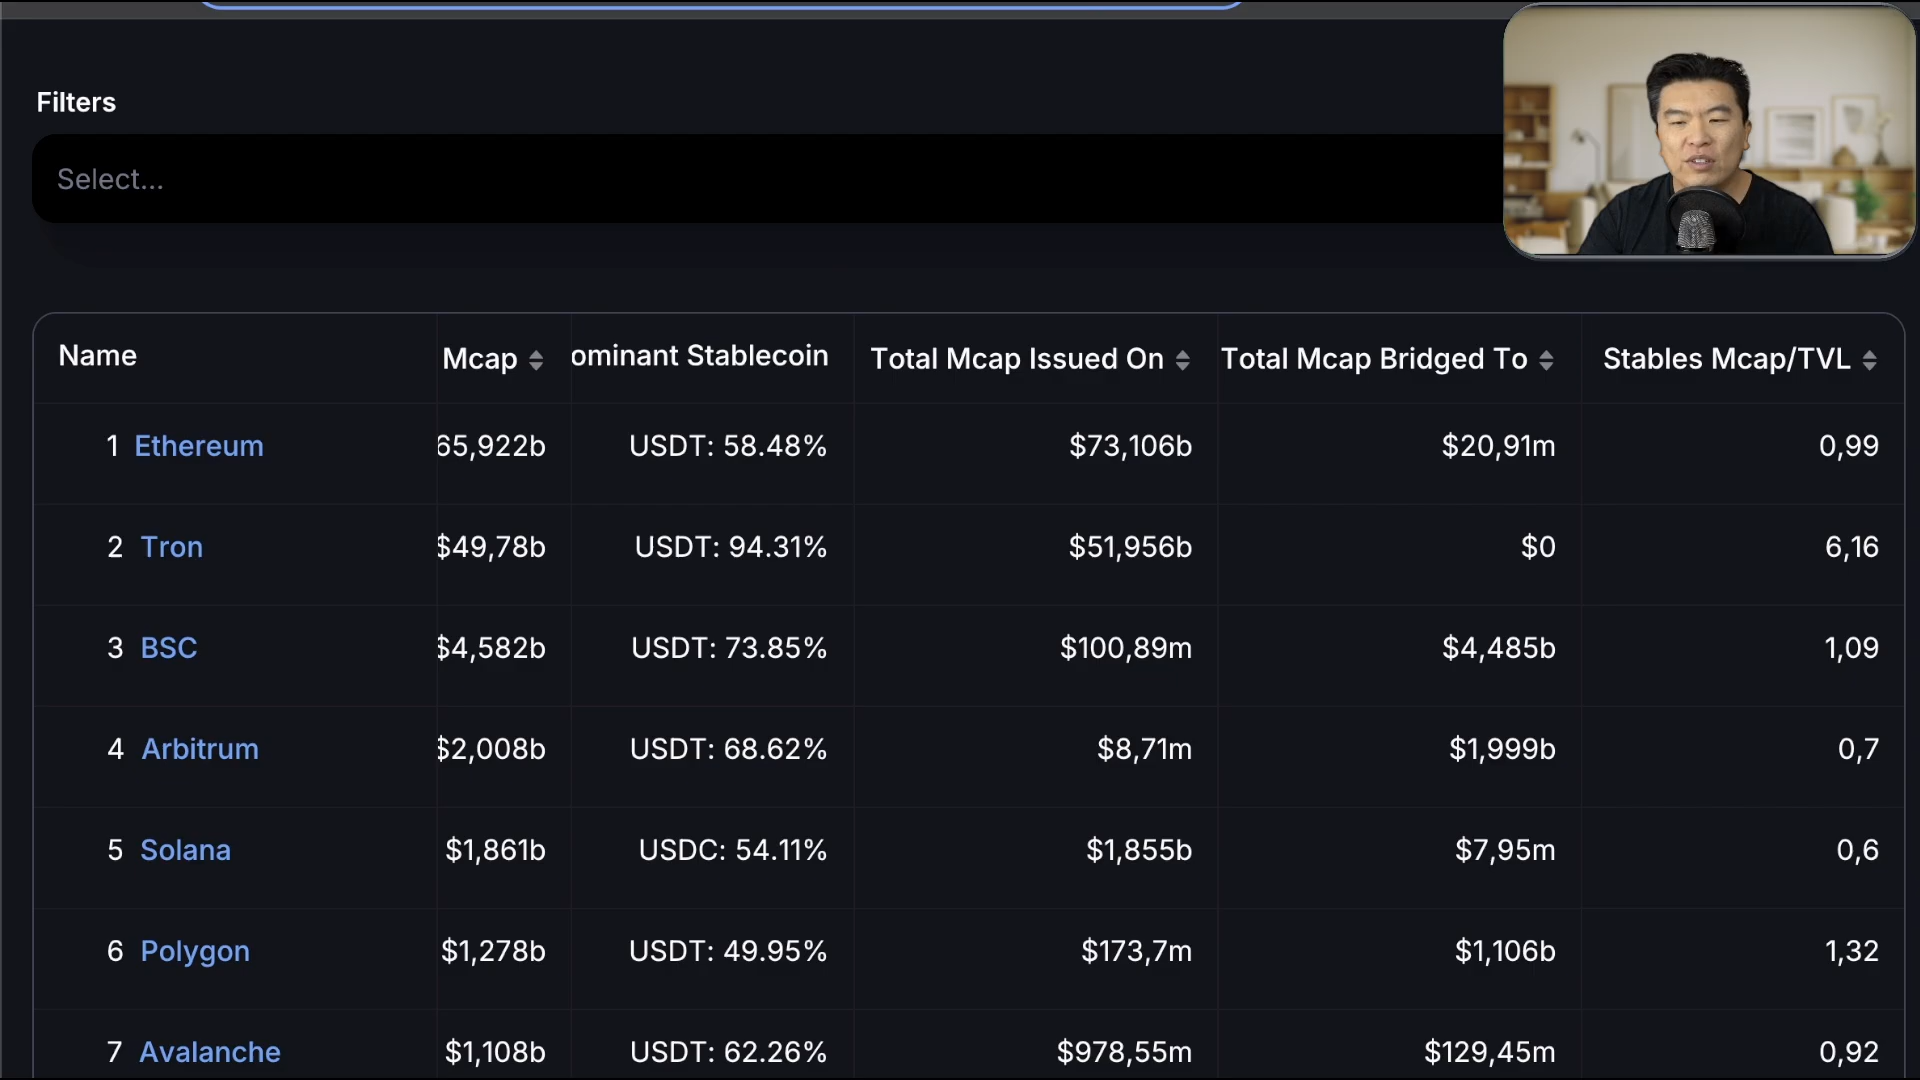 Filters
Select...
Name Mcap ominant Stablecoin Total Mcap Issued On Total Mcap Bridged To Stables Mcap/TVL
1 Ethereum 65,922b USDT: 58.48% $73,106b $20,91m 0,99
2 Tron $49,78b USDT: 94.31% $51,956b $0 6,16
3 BSC $4,582b USDT: 73.85% $100,89m $4,485b 1,09
4 Arbitrum $2,008b USDT: 68.62% $8,71m $1,999b 0,7
5 Solana $1,861b USDC: 54.11% $1,855b $7,95m 0,6
6 Polygon $1,278b USDT: 49.95% $173,7m $1,106b 1,32
7 Avalanche $1,108b USDT: 62.26% $978,55m $129,45m 0,92